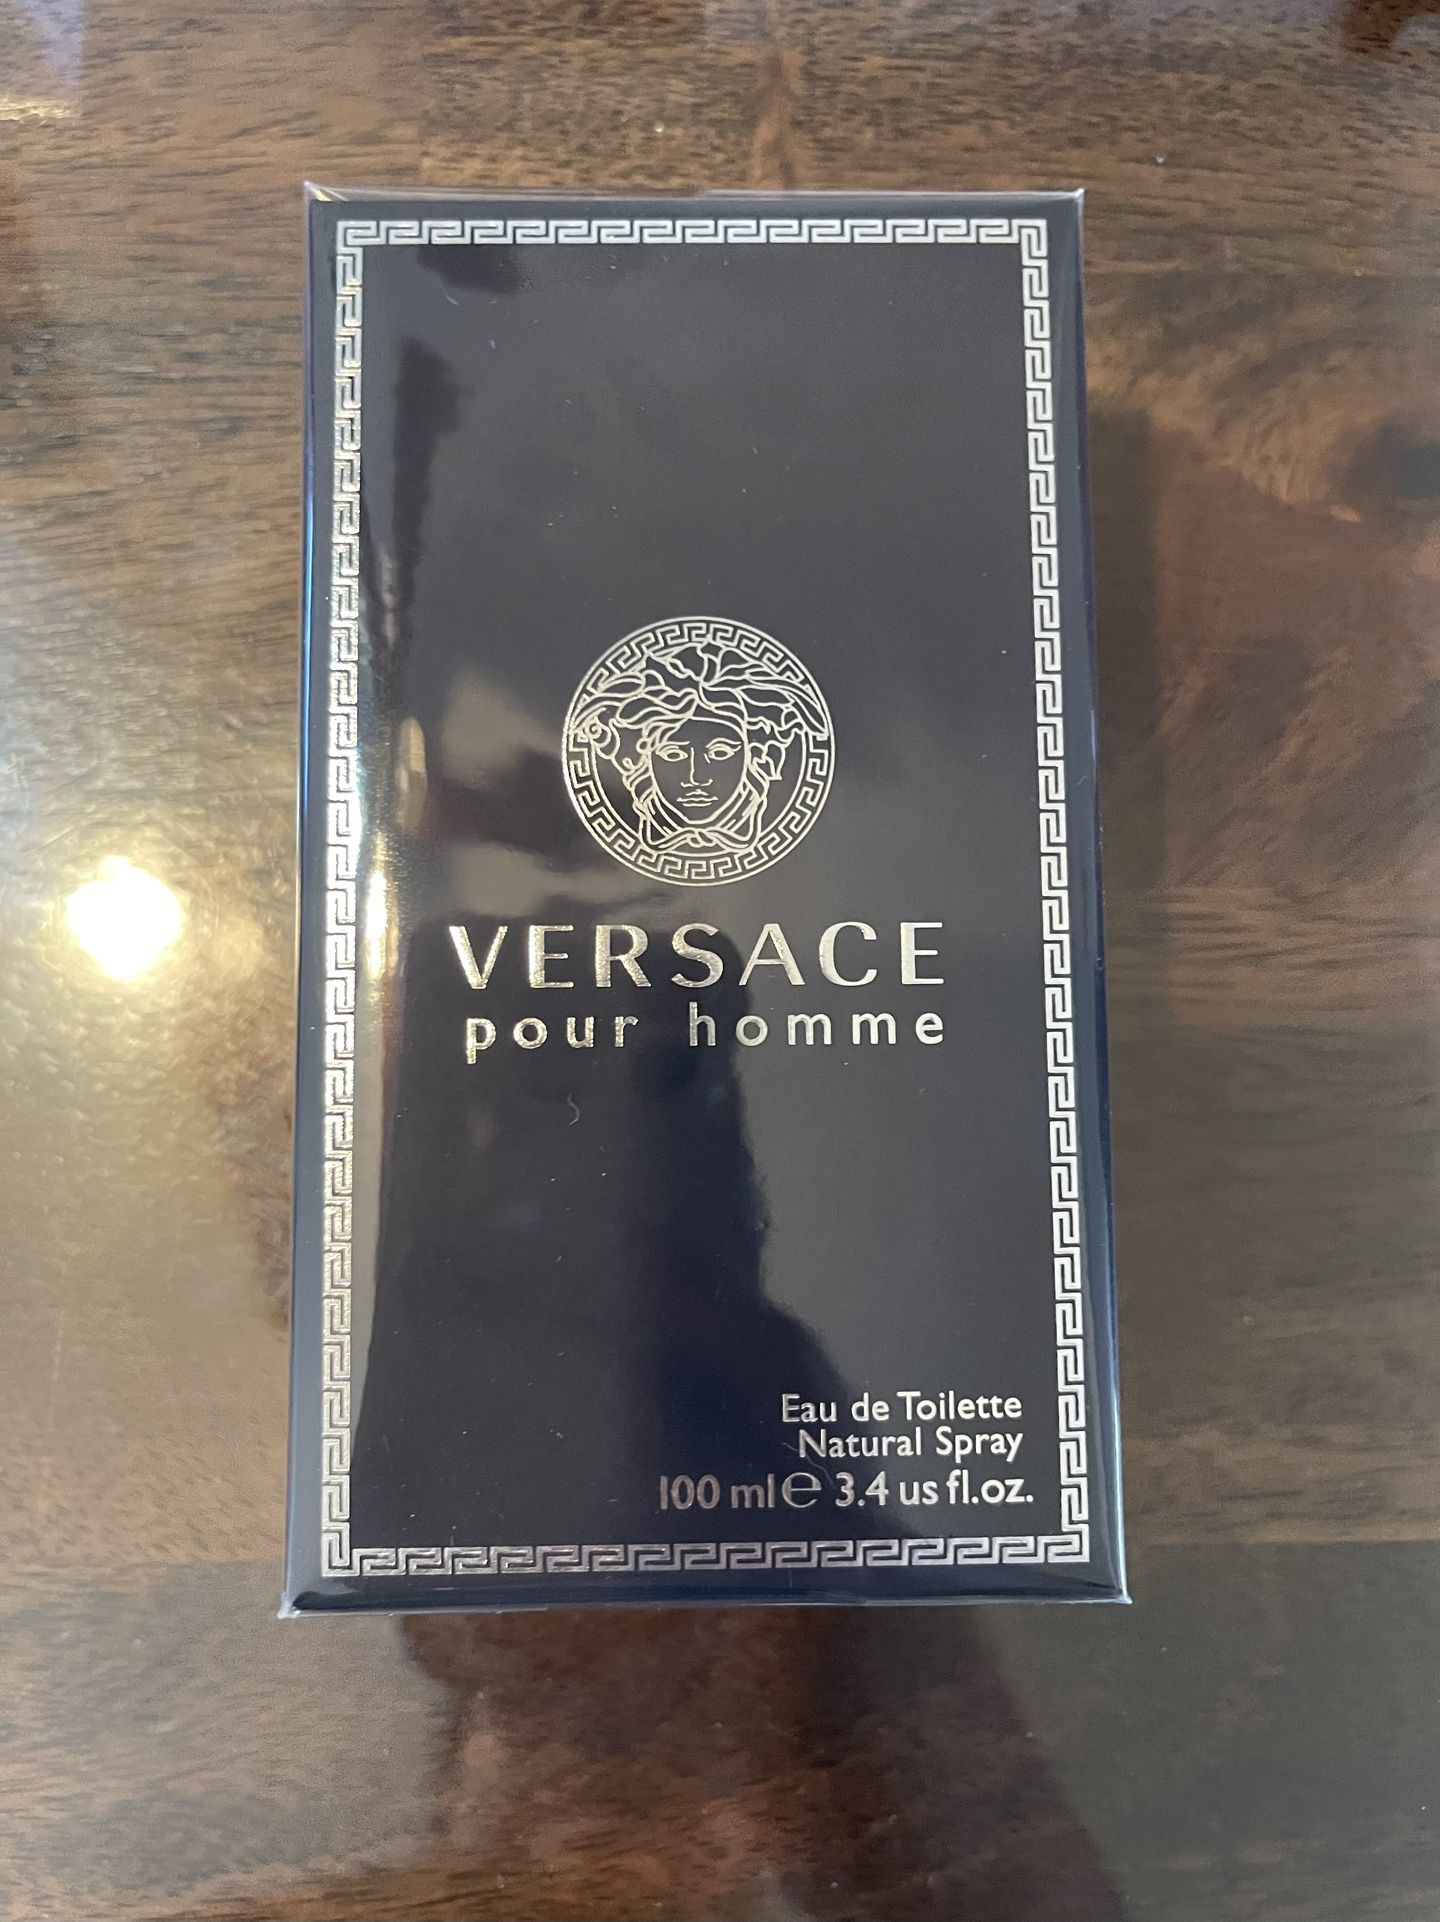 VERSACE
pour homme
Eau de Toilette
Natural Spray
100 ml ℮ 3.4 us fl.oz.